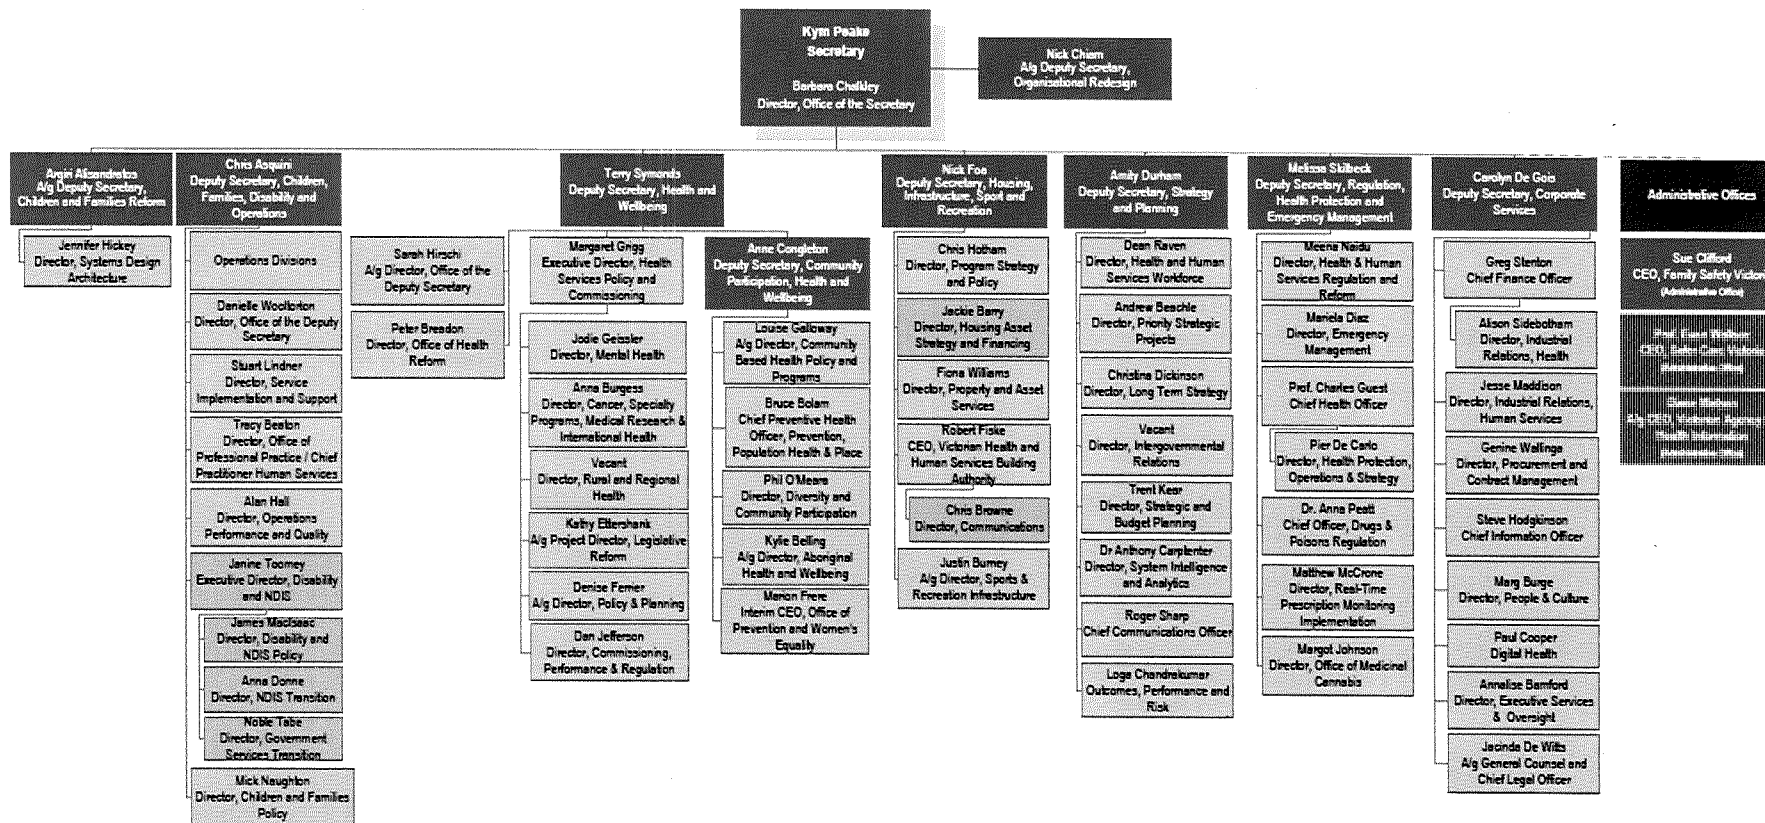 Kym Peake
Secretary
Barbara Chalkley
Director, Office of the Secretary
Nick Chiam
A/g Deputy Secretary,
Organisational Redesign
Argiri Alisandratos
A/g Deputy Secretary,
Children and Families Reform
Jennifer Hickey
Director, Systems Design
Architecture
Chris Asquini
Deputy Secretary, Children,
Families, Disability and
Operations
Operations Divisions
Danielle Woollorton
Director, Office of the Deputy
Secretary
Stuart Lindner
Director, Service
Implementation and Support
Tracy Beaton
Director, Office of
Professional Practice / Chief
Practitioner Human Services
Alan Hall
Director, Operations
Performance and Quality
Janine Toomey
Executive Director, Disability
and NDIS
James MacIsaac
Director, Disability and
NDIS Policy
Anna Donne
Director, NDIS Transition
Noble Tabe
Director, Government
Services Transition
Mick Naughton
Director, Children and Families
Policy
Terry Symonds
Deputy Secretary, Health and
Wellbeing
Sarah Hirschi
A/g Director, Office of the
Deputy Secretary
Peter Breadon
Director, Office of Health
Reform
Margaret Grigg
Executive Director, Health
Services Policy and
Commissioning
Jodie Geissler
Director, Mental Health
Anna Burgess
Director, Cancer, Specialty
Programs, Medical Research &
International Health
Vacant
Director, Rural and Regional
Health
Kathy Ettershank
A/g Project Director, Legislative
Reform
Denise Ferrier
A/g Director, Policy & Planning
Dan Jefferson
Director, Commissioning,
Performance & Regulation
Anne Congleton
Deputy Secretary, Community
Participation, Health and
Wellbeing
Louise Galloway
A/g Director, Community
Based Health Policy and
Programs
Bruce Bolam
Chief Preventive Health
Officer, Prevention,
Population Health & Place
Phil O'Meara
Director, Diversity and
Community Participation
Kylie Belling
A/g Director, Aboriginal
Health and Wellbeing
Marion Frere
Interim CEO, Office of
Prevention and Women's
Equality
Nick Foa
Deputy Secretary, Housing,
Infrastructure, Sport and
Recreation
Chris Hotham
Director, Program Strategy
and Policy
Jackie Barry
Director, Housing Asset
Strategy and Financing
Fiona Williams
Director, Property and Asset
Services
Robert Fiske
CEO, Victorian Health and
Human Services Building
Authority
Chris Browne
Director, Communications
Justin Burney
A/g Director, Sports &
Recreation Infrastructure
Amity Durham
Deputy Secretary, Strategy
and Planning
Dean Raven
Director, Health and Human
Services Workforce
Andrew Beachle
Director, Priority Strategic
Projects
Christina Dickinson
Director, Long Term Strategy
Vacant
Director, Intergovernmental
Relations
Trent Kear
Director, Strategic and
Budget Planning
Dr Anthony Carpenter
Director, System Intelligence
and Analytics
Roger Sharp
Chief Communications Officer
Loga Chandrakumar
Outcomes, Performance and
Risk
Melissa Skilbeck
Deputy Secretary, Regulation,
Health Protection and
Emergency Management
Meena Naidu
Director, Health & Human
Services Regulation and
Reform
Mariela Diaz
Director, Emergency
Management
Prof. Charles Guest
Chief Health Officer
Pier De Carlo
Director, Health Protection,
Operations & Strategy
Dr. Anna Peatt
Chief Officer, Drugs &
Poisons Regulation
Matthew McCrone
Director, Real-Time
Prescription Monitoring
Implementation
Margot Johnson
Director, Office of Medicinal
Cannabis
Carolyn De Gois
Deputy Secretary, Corporate
Services
Greg Stenton
Chief Finance Officer
Alison Sidebotham
Director, Industrial
Relations, Health
Jesse Maddison
Director, Industrial Relations,
Human Services
Genine Wallinga
Director, Procurement and
Contract Management
Steve Hodgkinson
Chief Information Officer
Marg Burge
Director, People & Culture
Paul Cooper
Digital Health
Annalise Bamford
Director, Executive Services
& Oversight
Jacinda De Witts
A/g General Counsel and
Chief Legal Officer
Administrative Offices
Sue Clifford
CEO, Family Safety Victoria
(Administrative Office)